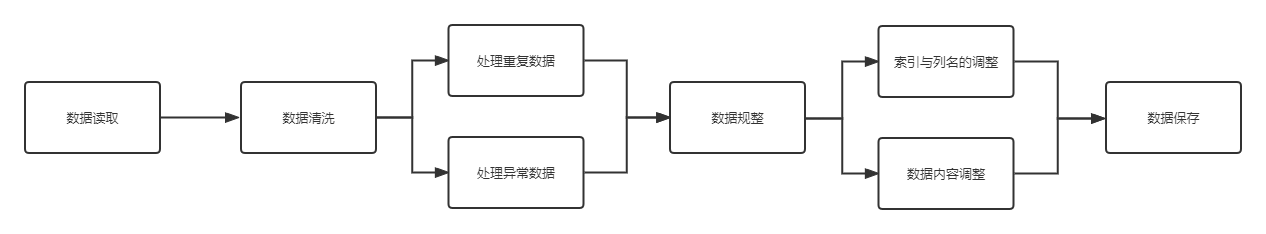 数据读取
数据清洗
处理重复数据
处理异常数据
数据规整
索引与列名的调整
数据内容调整
数据保存